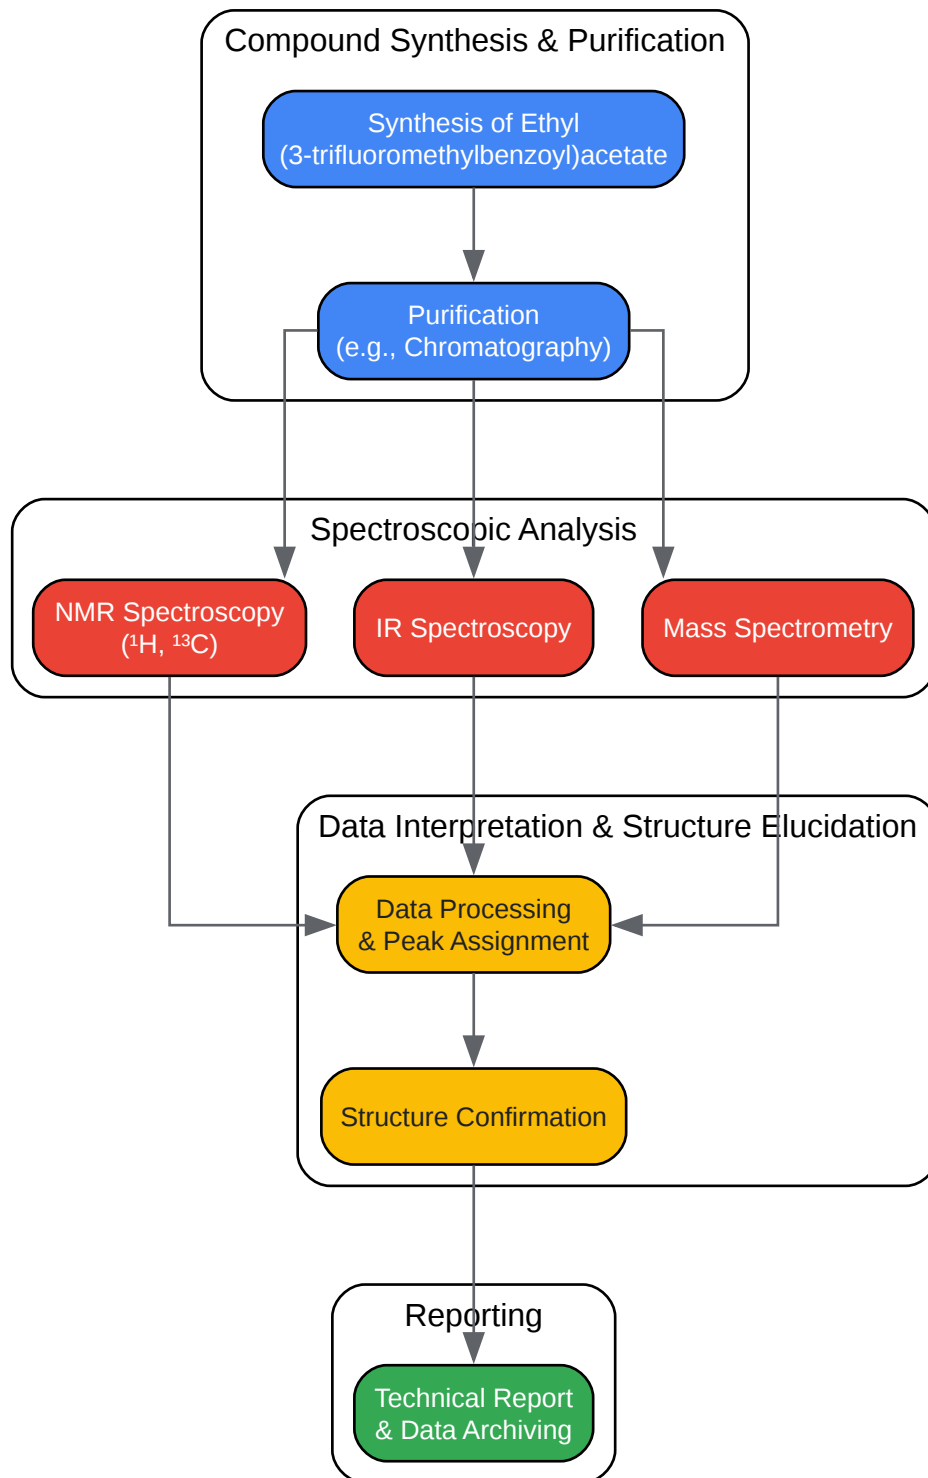 Compound Synthesis & Purification
Synthesis of Ethyl
(3-trifluoromethylbenzoyl)acetate
Purification
(e.g., Chromatography)
Spectroscopic Analysis
NMR Spectroscopy
(¹H, ¹³C)
IR Spectroscopy
Mass Spectrometry
Data Interpretation & Structure Elucidation
Data Processing
& Peak Assignment
Structure Confirmation
Reporting
Technical Report
& Data Archiving